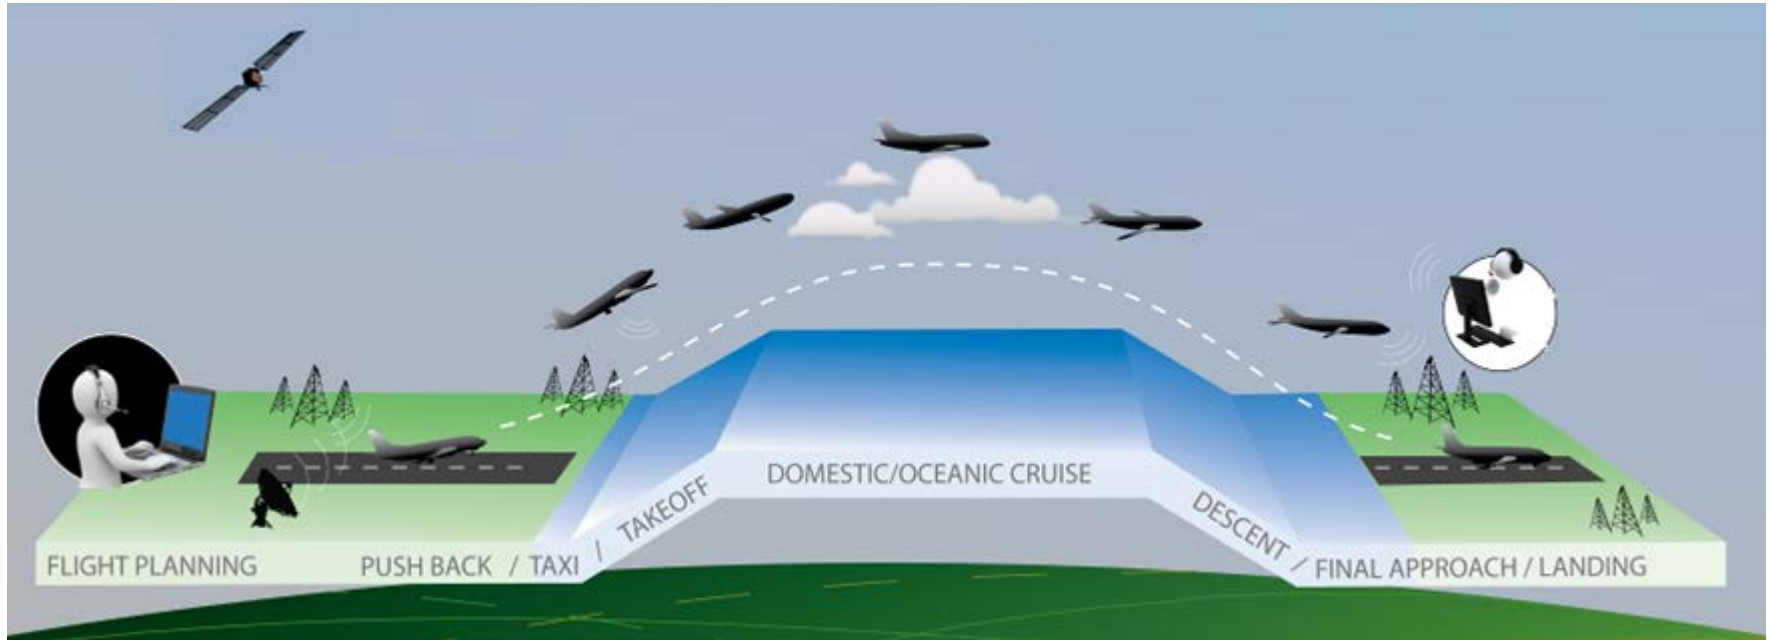 FLIGHT PLANNING
PUSH BACK / TAXI / TAKEOFF
DOMESTIC/OCEANIC CRUISE
DESCENT / FINAL APPROACH / LANDING